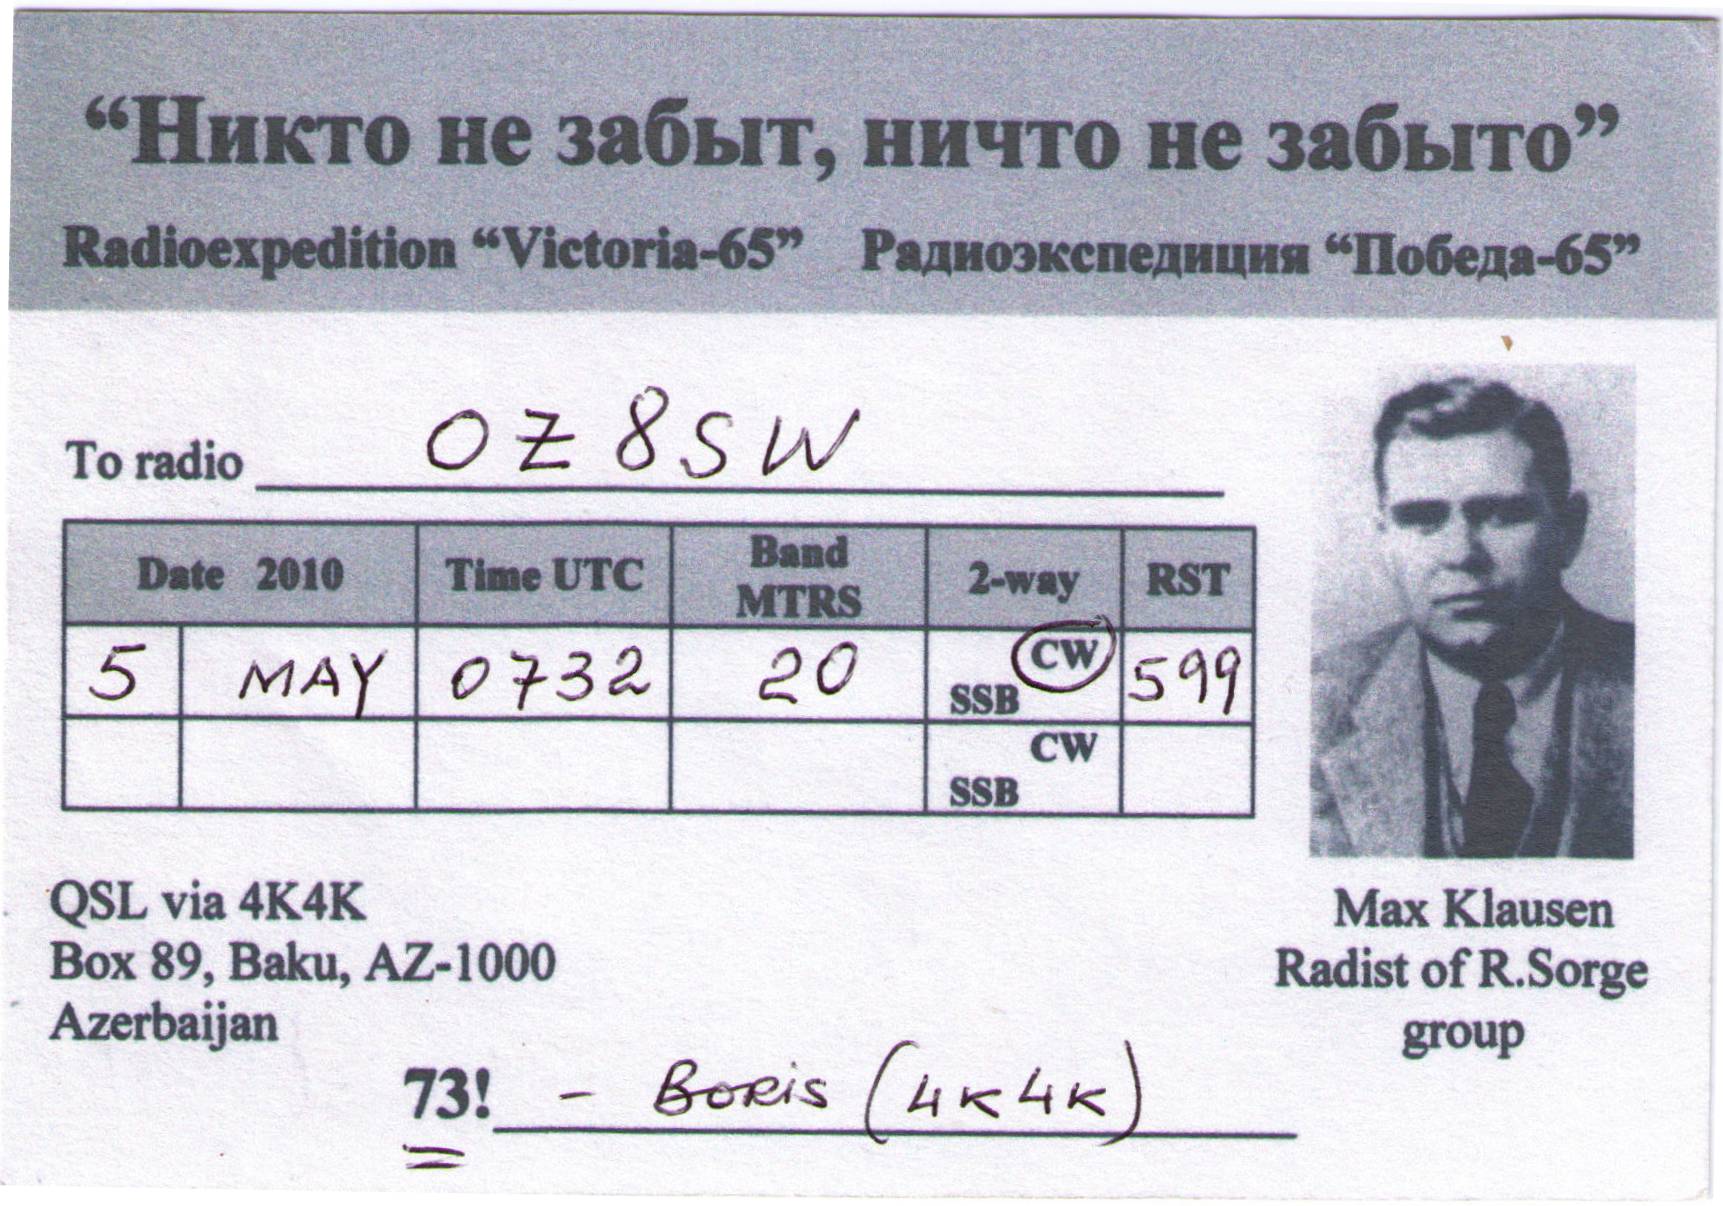 “Никто не забыт, ничто не забыто”
Radioexpedition “Victoria-65” Радиоэкспедиция “Победа-65”
To radio OZ8SW
Date 2010 Time UTC Band MTRS 2-way RST
5 MAY 0732 20 CW SSB 599
CW SSB
QSL via 4K4K
Box 89, Baku, AZ-1000
Azerbaijan
Max Klausen
Radist of R.Sorge
group
73! - BORIS (4K4K)